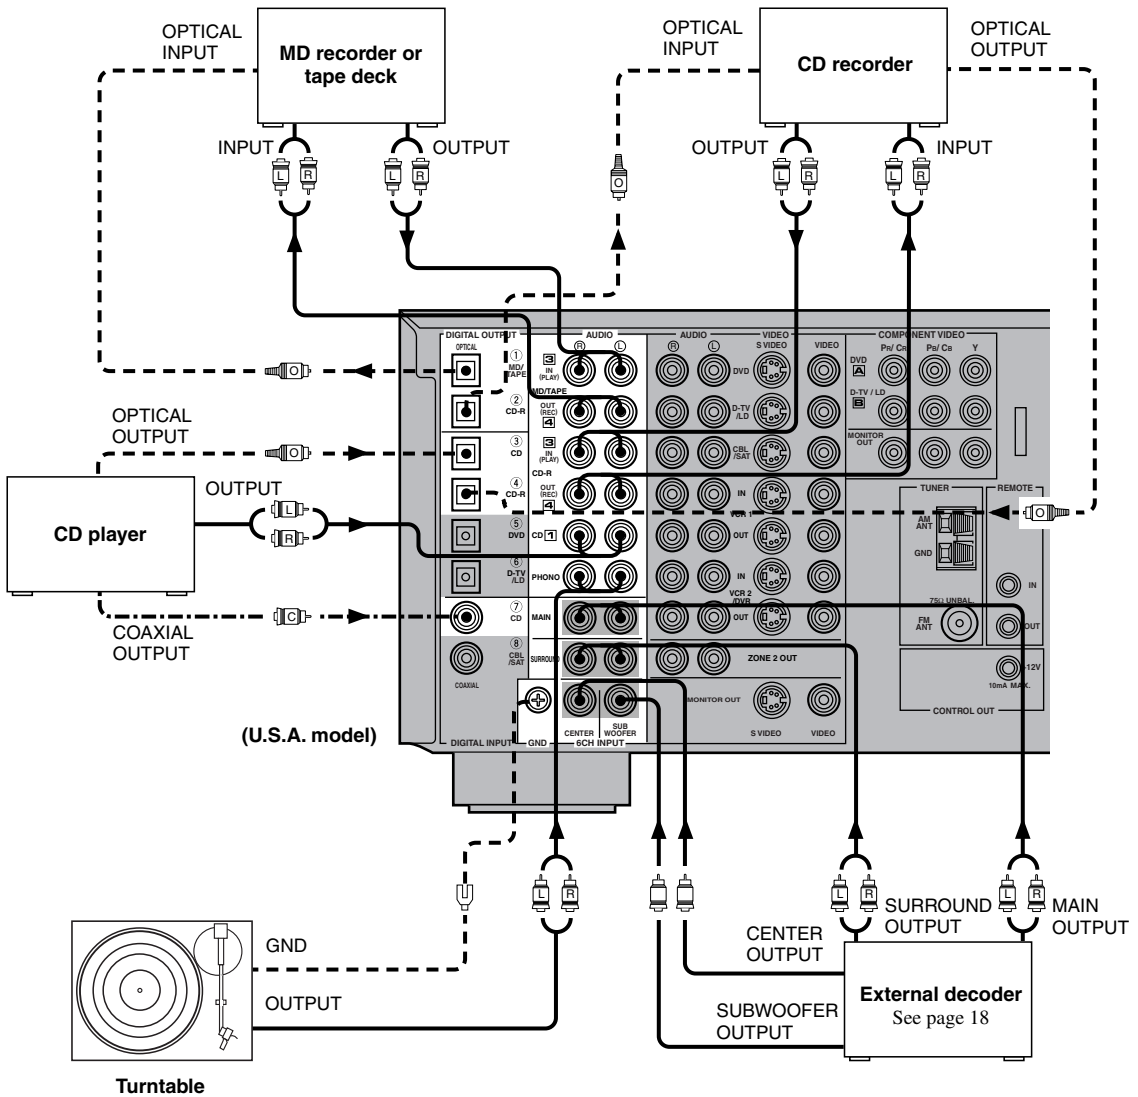 OPTICAL
INPUT
MD recorder or
tape deck
OPTICAL
INPUT
CD recorder
OPTICAL
OUTPUT
INPUT
OUTPUT
OUTPUT
INPUT
L
R
L
R
O
L
R
L
R
DIGITAL OUTPUT
OPTICAL
AUDIO
R
L
AUDIO
R
L
VIDEO
S VIDEO
VIDEO
COMPONENT VIDEO
PR/ CR
PB/ CB
Y
① MD/
TAPE
3
IN
(PLAY)
MD/TAPE
DVD
DVD
A
O
② CD-R
OUT
(REC)
4
D-TV
/LD
D-TV / LD
B
OPTICAL
OUTPUT
O
③ CD
3
IN
(PLAY)
CD-R
CBL
/SAT
MONITOR
OUT
④ CD-R
OUT
(REC)
4
IN
VCR 1
TUNER
REMOTE
CD player
OUTPUT
L
R
⑤ DVD
CD 1
OUT
AM
ANT
GND
O
⑥ D-TV
/LD
PHONO
IN
VCR 2
/DVR
IN
75Ω UNBAL.
COAXIAL
OUTPUT
C
⑦ CD
MAIN
OUT
FM
ANT
OUT
⑧ CBL
/SAT
COAXIAL
SURROUND
ZONE 2 OUT
+12V
10mA MAX.
MONITOR OUT
CONTROL OUT
(U.S.A. model)
DIGITAL INPUT
GND
CENTER
SUB
WOOFER
6CH INPUT
S VIDEO
VIDEO
L
R
L
R
L
R
GND
OUTPUT
Turntable
CENTER
OUTPUT
SURROUND
OUTPUT
MAIN
OUTPUT
SUBWOOFER
OUTPUT
External decoder
See page 18